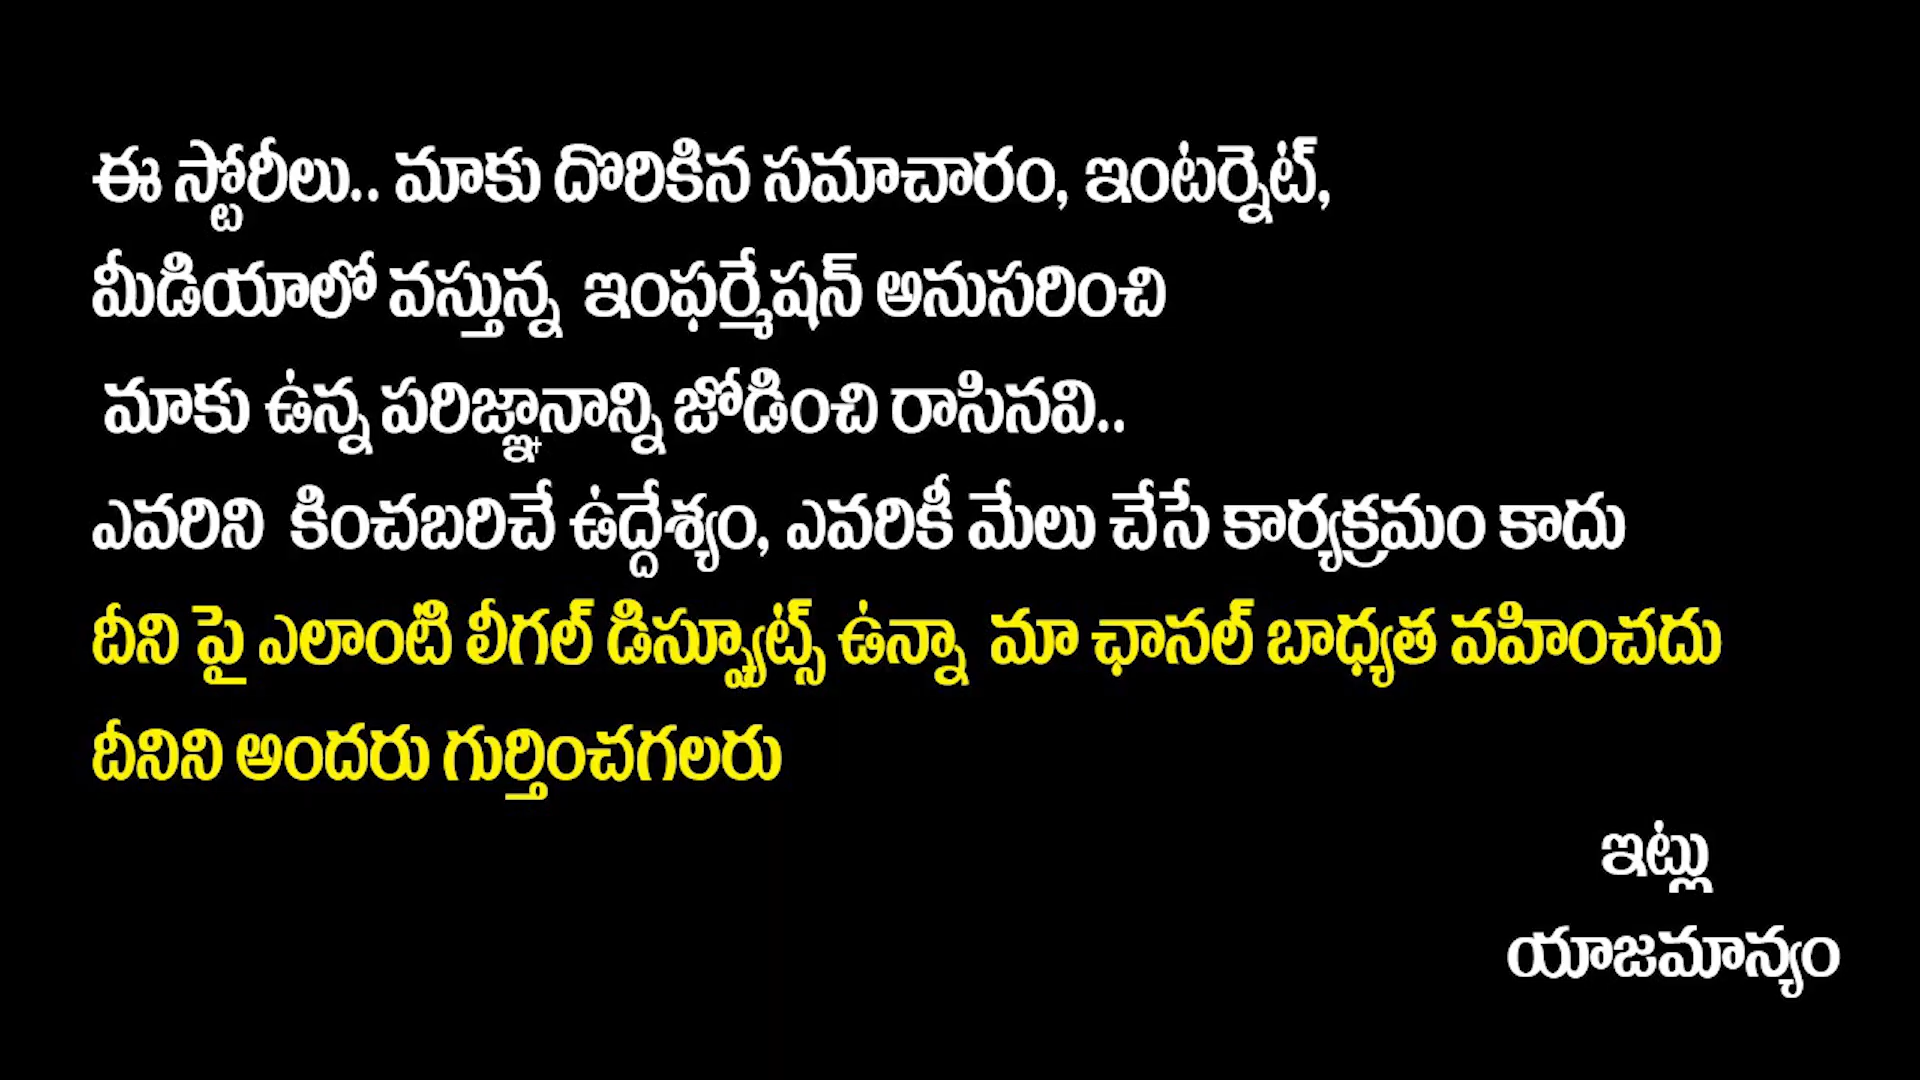 ఈ స్టోరీలు.. మాకు దొరికిన సమాచారం, ఇంటర్నెట్,
మీడియాలో వస్తున్న ఇంఫర్మేషన్ అనుసరించి
మాకు ఉన్న పరిజ్ఞానాన్ని జోడించి రాసినవి..
ఎవరిని కించబరిచే ఉద్దేశ్యం, ఎవరికీ మేలు చేసే కార్యక్రమం కాదు
దీని పై ఎలాంటి లీగల్ డిస్ప్యూట్స్ ఉన్నా మా ఛానల్ బాధ్యత వహించదు
దీనిని అందరు గుర్తించగలరు
ఇట్లు
యాజమాన్యం